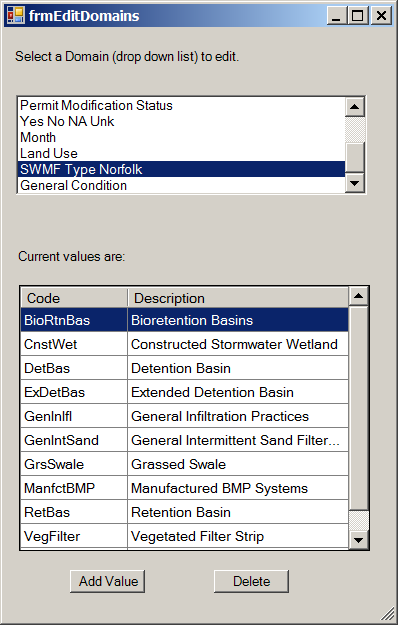 frmEditDomains
Select a Domain (drop down list) to edit.
Permit Modification Status
Yes No NA Unk
Month
Land Use
SWMF Type Norfolk
General Condition
Current values are:
Code Description
BioRtnBas Bioretention Basins
CnstWet Constructed Stormwater Wetland
DetBas Detention Basin
ExDetBas Extended Detention Basin
GenInlfl General Infiltration Practices
GenIntSand General Intermittent Sand Filter...
GrsSwale Grassed Swale
ManfctBMP Manufactured BMP Systems
RetBas Retention Basin
VegFilter Vegetated Filter Strip
Add Value Delete